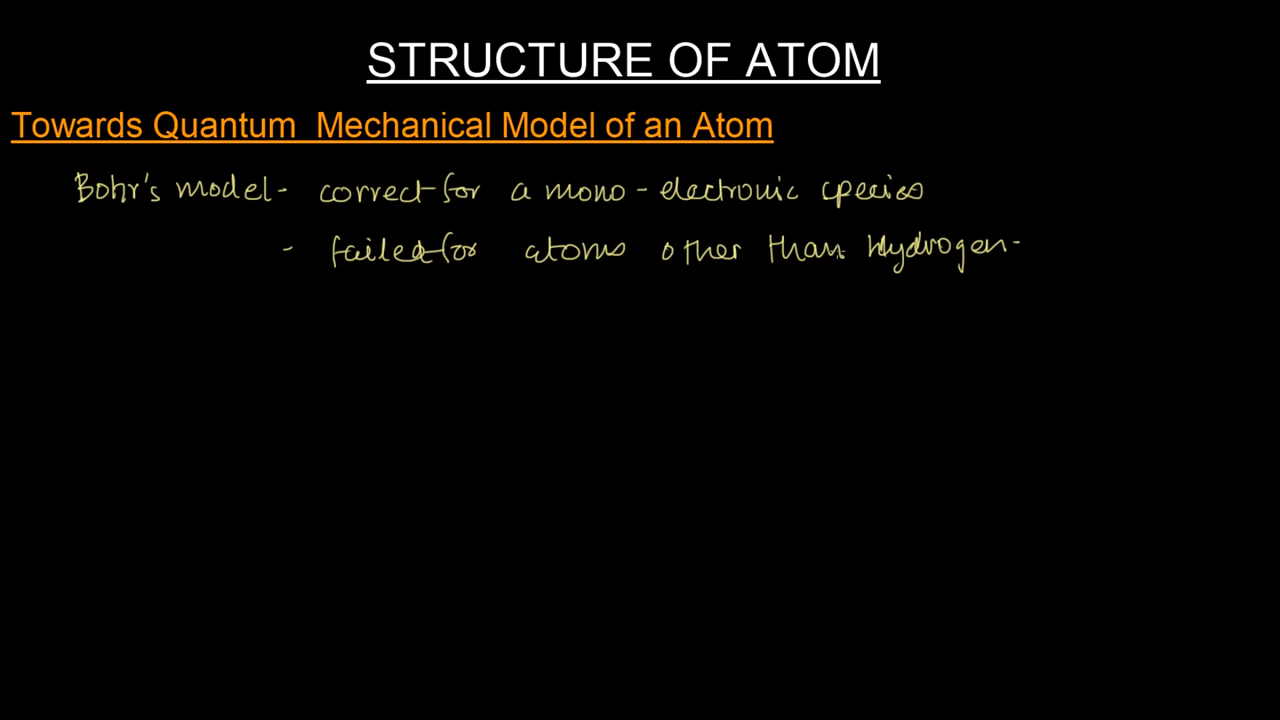 STRUCTURE OF ATOM
Towards Quantum Mechanical Model of an Atom
Bohr's model - correct for a mono - electronic species
- failed for atoms other than Hydrogen -